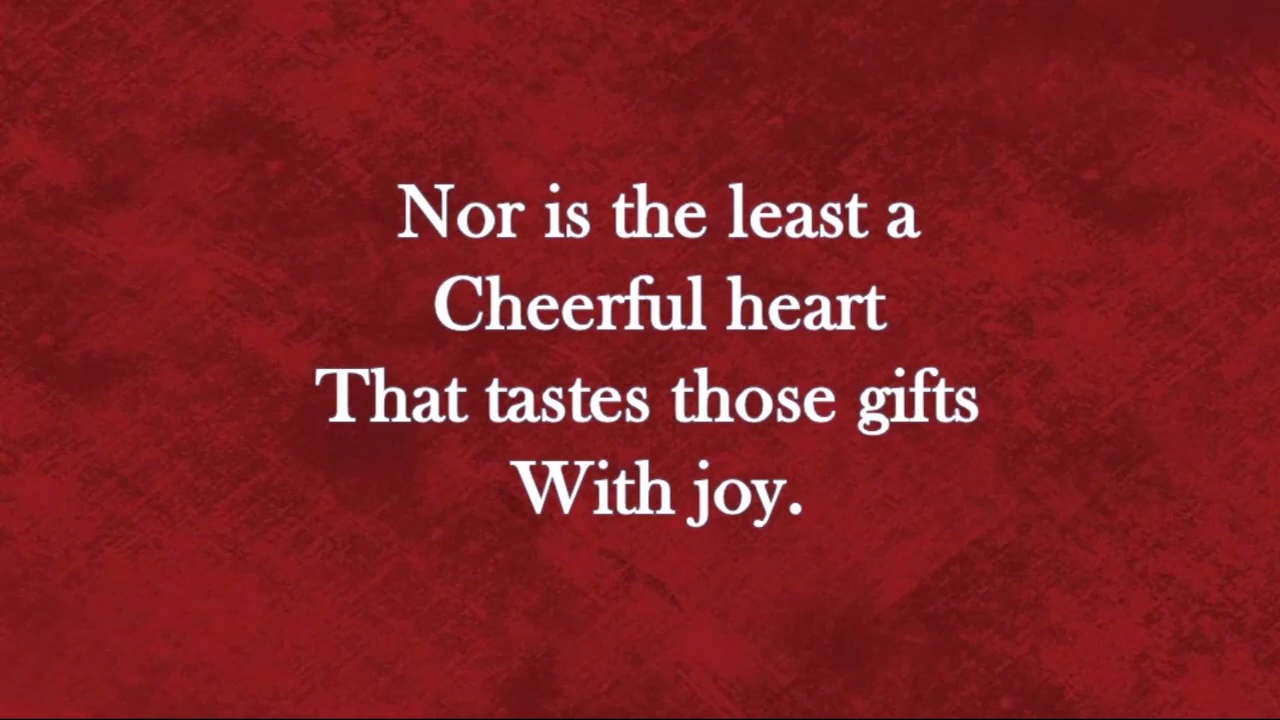 Nor is the least a
Cheerful heart
That tastes those gifts
With joy.